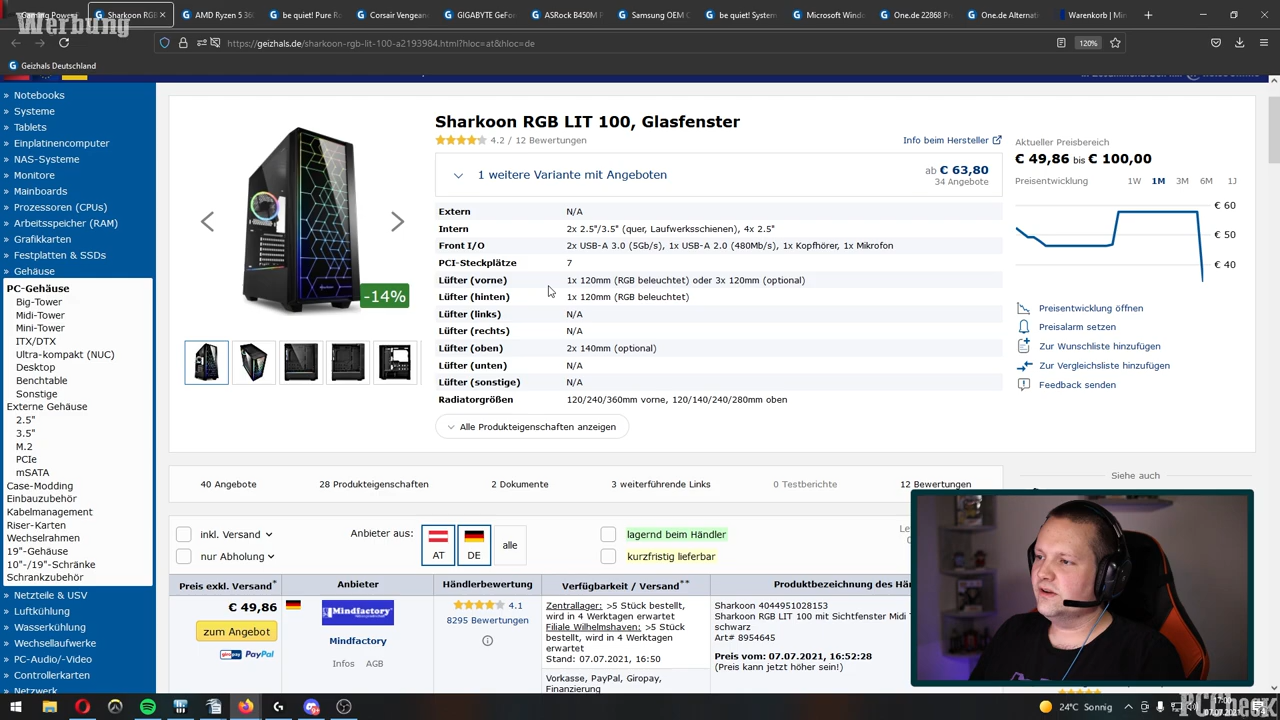 Gaming Powerl
Sharkoon RGB
AMD Ryzen 5 360
be quiet! Pure Ro
Corsair Vengean
GIGABYTE GeFor
ASRock B450M P
Samsung OEM C
be quiet! System
Microsoft Windo
One.de 22868 Pr
One.de Alternati
Warenkorb | Min
Werbung
https://geizhals.de/sharkoon-rgb-lit-100-a2193984.html?hloc=at&hloc=de
120%
Geizhals Deutschland
» Notebooks
» Systeme
» Tablets
» Einplatinencomputer
» NAS-Systeme
» Monitore
» Mainboards
» Prozessoren (CPUs)
» Arbeitsspeicher (RAM)
» Grafikkarten
» Festplatten & SSDs
» Gehäuse
PC-Gehäuse
Big-Tower
Midi-Tower
Mini-Tower
ITX/DTX
Ultra-kompakt (NUC)
Desktop
Benchtable
Sonstige
Externe Gehäuse
2.5"
3.5"
M.2
PCIe
mSATA
Case-Modding
Einbauzubehör
Kabelmanagement
Riser-Karten
Wechselrahmen
19"-Gehäuse
10"-/19"-Schränke
Schrankzubehör
» Netzteile & USV
» Luftkühlung
» Wasserkühlung
» Wechsellaufwerke
» PC-Audio/-Video
» Controllerkarten
» Netzwerk
-14%
Sharkoon RGB LIT 100, Glasfenster
4.2 / 12 Bewertungen
Info beim Hersteller
1 weitere Variante mit Angeboten
ab € 63,80
34 Angebote
Extern N/A
Intern 2x 2.5"/3.5" (quer, Laufwerksschienen), 4x 2.5"
Front I/O 2x USB-A 3.0 (5Gb/s), 1x USB-A 2.0 (480Mb/s), 1x Kopfhörer, 1x Mikrofon
PCI-Steckplätze 7
Lüfter (vorne) 1x 120mm (RGB beleuchtet) oder 3x 120mm (optional)
Lüfter (hinten) 1x 120mm (RGB beleuchtet)
Lüfter (links) N/A
Lüfter (rechts) N/A
Lüfter (oben) 2x 140mm (optional)
Lüfter (unten) N/A
Lüfter (sonstige) N/A
Radiatorgrößen 120/240/360mm vorne, 120/140/240/280mm oben
Alle Produkteigenschaften anzeigen
Aktueller Preisbereich
€ 49,86 bis € 100,00
Preisentwicklung 1W 1M 3M 6M 1J
€ 60
€ 50
€ 40
Preisentwicklung öffnen
Preisalarm setzen
Zur Wunschliste hinzufügen
Zur Vergleichsliste hinzufügen
Feedback senden
40 Angebote 28 Produkteigenschaften 2 Dokumente 3 weiterführende Links 0 Testberichte 12 Bewertungen
Siehe auch
inkl. Versand
nur Abholung
Anbieter aus:
AT
DE
alle
lagernd beim Händler
kurzfristig lieferbar
Preis exkl. Versand*
Anbieter
Händlerbewertung
Verfügbarkeit / Versand**
Produktbezeichnung des Hän
€ 49,86
zum Angebot
giropay PayPal
Mindfactory
Mindfactory
Infos AGB
4.1
8295 Bewertungen
Zentrallager: >5 Stück bestellt,
wird in 4 Werktagen
erwartet
Filiale Wilhelmshaven: >5 Stück
bestellt, wird in 4 Werktagen
erwartet
Stand: 07.07.2021, 16:50
Vorkasse, PayPal, Giropay,
Finanzierung
Sharkoon 4044951028153
Sharkoon RGB LIT 100 mit Sichtfenster Midi
schwarz
Art# 8954645
Preis vom: 07.07.2021, 16:52:28
(Preis kann jetzt höher sein!)
24°C Sonnig
17:00
07.07.2021
PCCheck